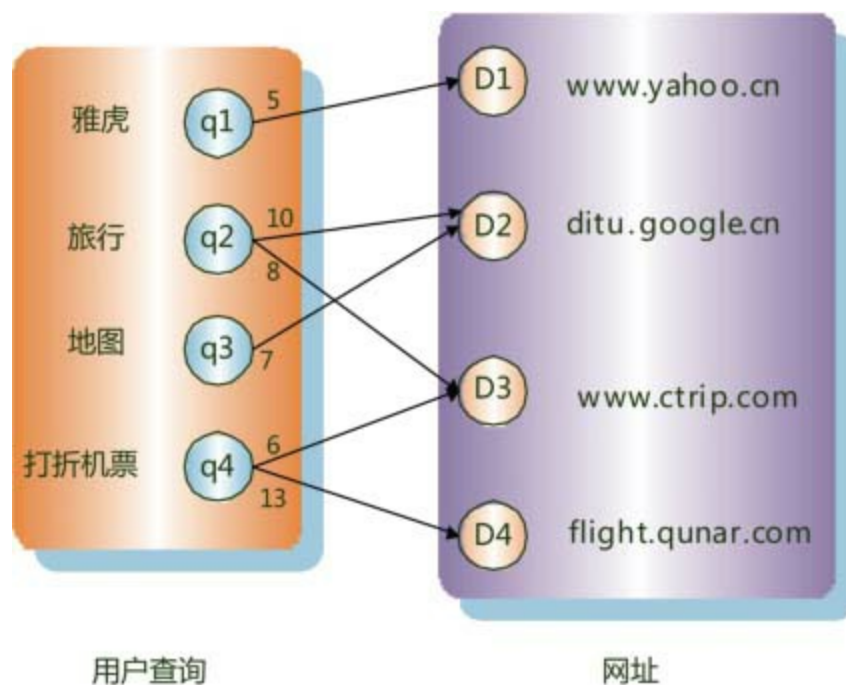 雅虎
q1
5
D1
www.yahoo.cn
旅行
q2
10
8
D2
ditu.google.cn
地图
q3
7
D3
www.ctrip.com
打折机票
q4
6
13
D4
flight.qunar.com
用户查询
网址